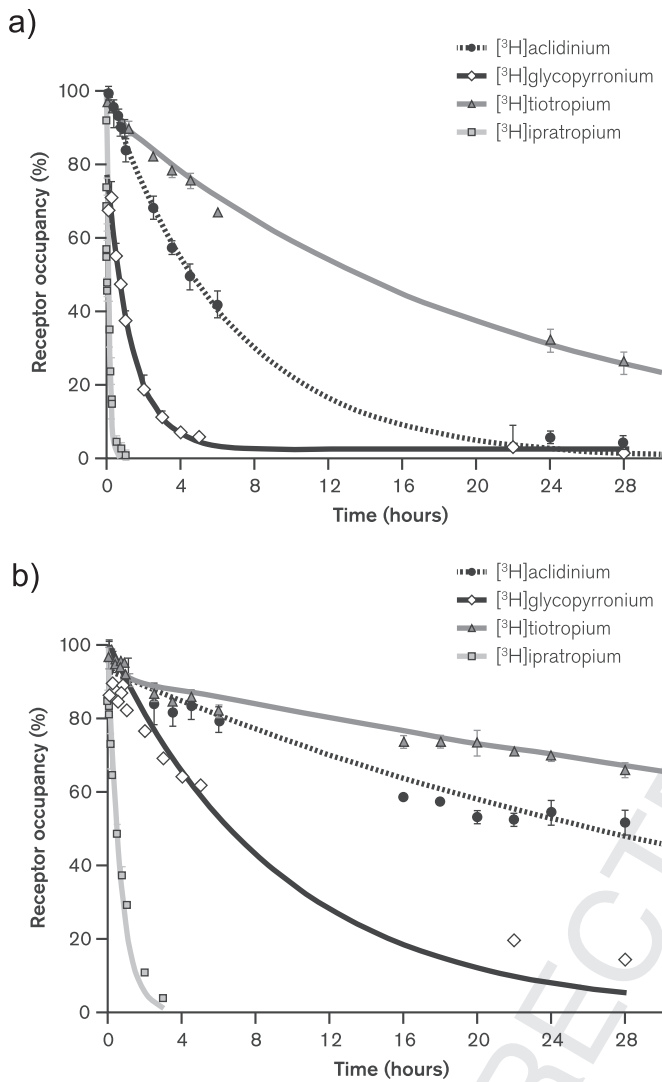 a)
[³H]aclidinium
[³H]glycopyrronium
[³H]tiotropium
[³H]ipratropium
100
80
60
40
20
0
Receptor occupancy (%)
0 4 8 12 16 20 24 28
Time (hours)
b)
[³H]aclidinium
[³H]glycopyrronium
[³H]tiotropium
[³H]ipratropium
100
80
60
40
20
0
Receptor occupancy (%)
0 4 8 12 16 20 24 28
Time (hours)
RECT